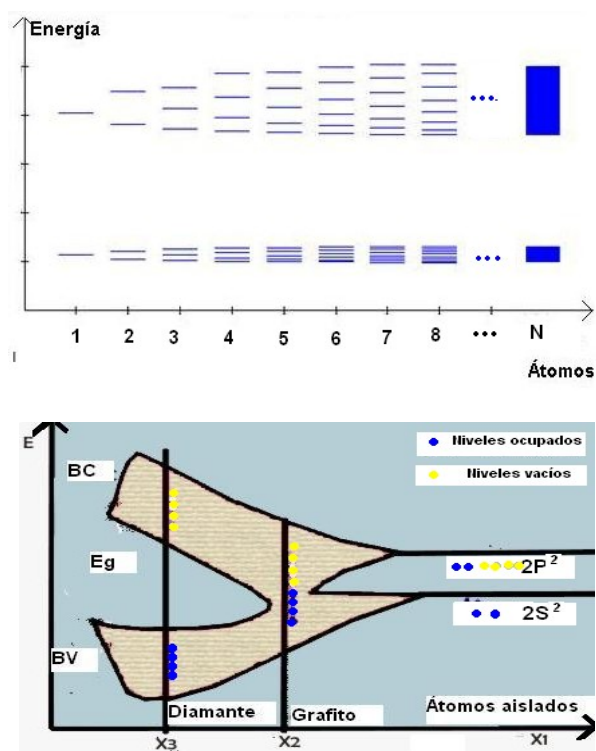 Energía
1 2 3 4 5 6 7 8 ••• N
Átomos
E
Niveles ocupados
BC
Niveles vacíos
Eg
2P²
2S²
BV
Diamante Grafito Átomos aislados
X3 X2 X1